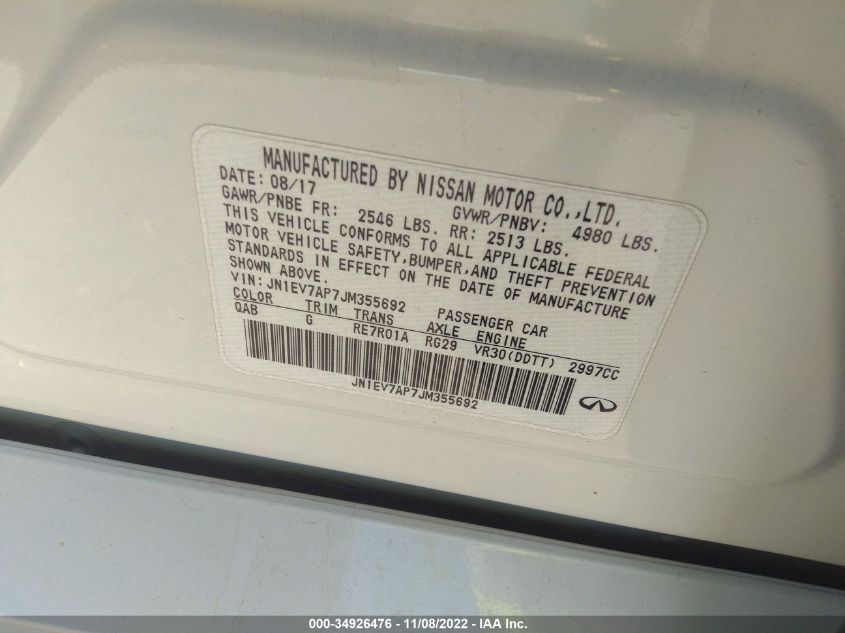 MANUFACTURED BY NISSAN MOTOR CO.,LTD.
DATE: 08/17 GVWR/PNBV: 4980 LBS.
GAWR/PNBE FR: 2546 LBS. RR: 2513 LBS.
THIS VEHICLE CONFORMS TO ALL APPLICABLE FEDERAL
MOTOR VEHICLE SAFETY,BUMPER,AND THEFT PREVENTION
STANDARDS IN EFFECT ON THE DATE OF MANUFACTURE
SHOWN ABOVE.
VIN: JN1EV7AP7JM355692 PASSENGER CAR
COLOR TRIM TRANS AXLE ENGINE
QAB G RE7R01A RG29 VR30(DDTT) 2997CC
JN1EV7AP7JM355692
000-34926476 - 11/08/2022 - IAA Inc.